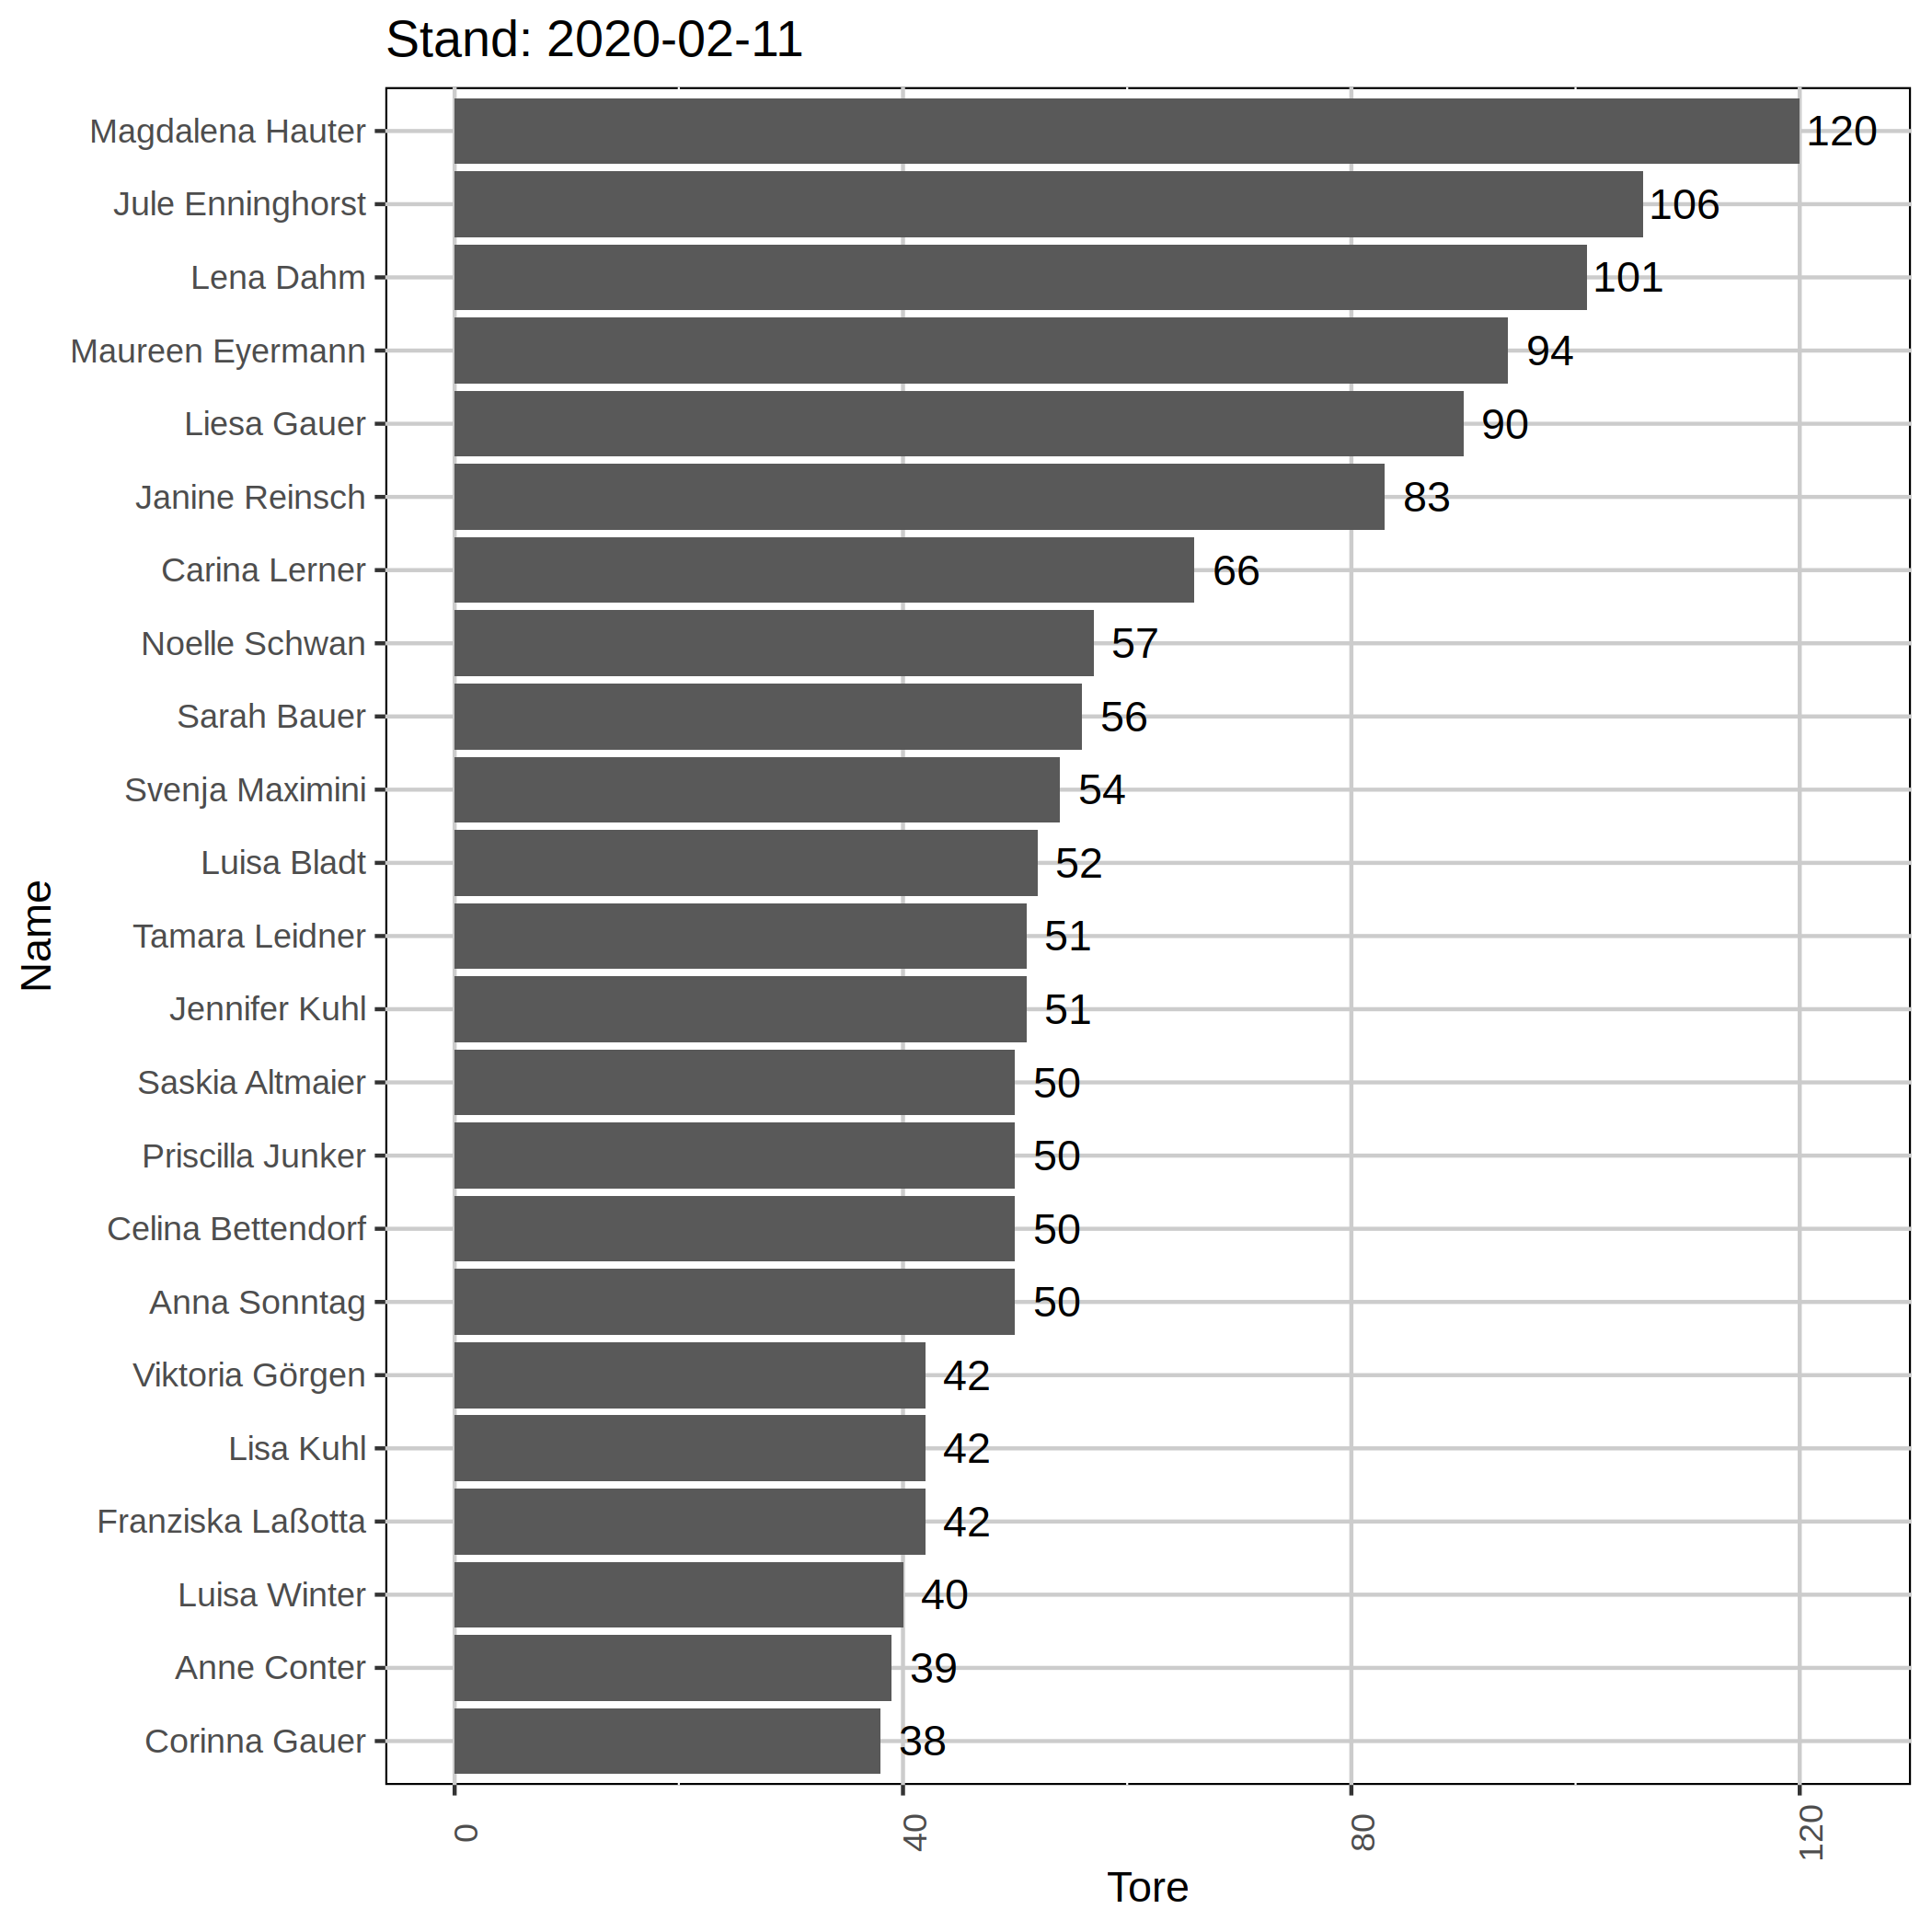 Stand: 2020-02-11
Magdalena Hauter 120
Jule Enninghorst 106
Lena Dahm 101
Maureen Eyermann 94
Liesa Gauer 90
Janine Reinsch 83
Carina Lerner 66
Noelle Schwan 57
Sarah Bauer 56
Svenja Maximini 54
Luisa Bladt 52
Tamara Leidner 51
Jennifer Kuhl 51
Saskia Altmaier 50
Priscilla Junker 50
Celina Bettendorf 50
Anna Sonntag 50
Viktoria Görgen 42
Lisa Kuhl 42
Franziska Laßotta 42
Luisa Winter 40
Anne Conter 39
Corinna Gauer 38
Name
0 40 80 120
Tore